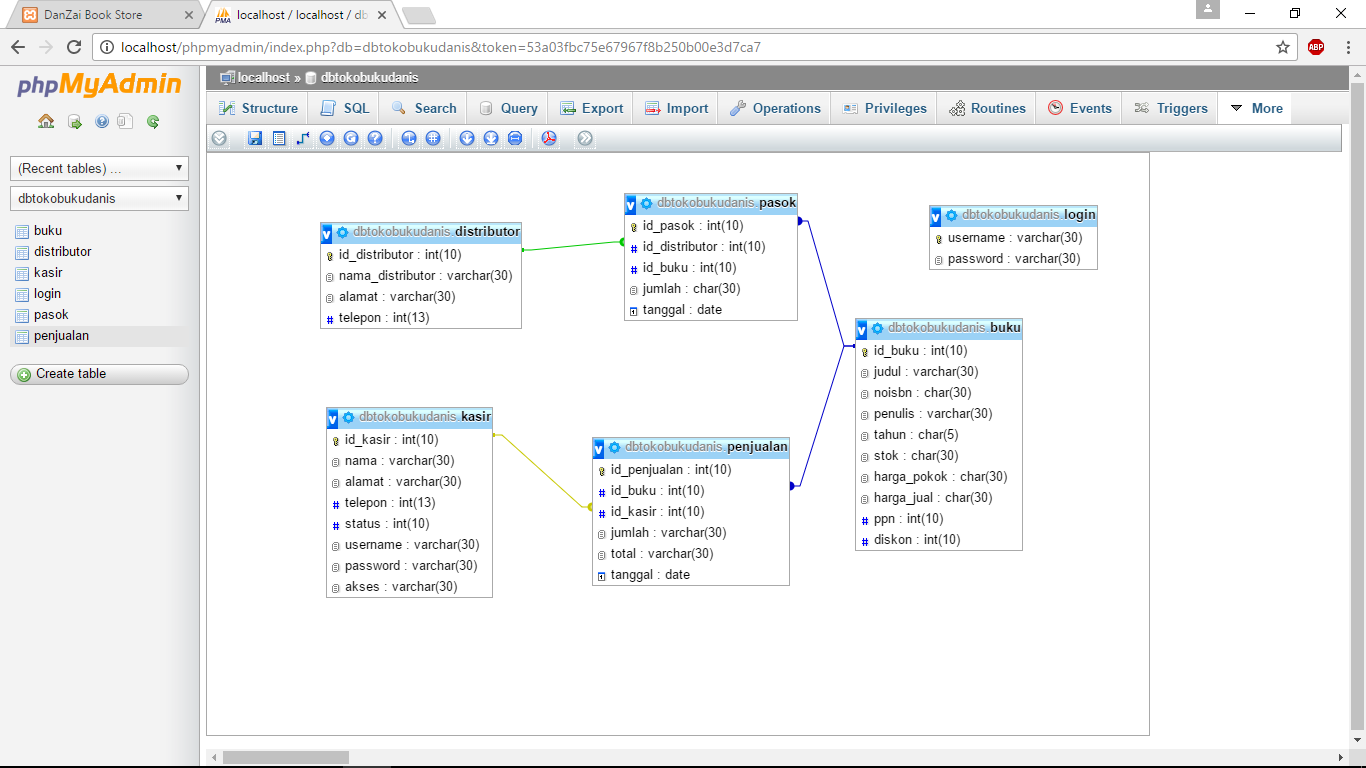 DanZai Book Store
localhost / localhost / db
localhost/phpmyadmin/index.php?db=dbtokobukudanis&token=53a03fbc75e67967f8b250b00e3d7ca7
ABP
phpMyAdmin
(Recent tables) ...
dbtokobukudanis
buku
distributor
kasir
login
pasok
penjualan
Create table
localhost » dbtokobukudanis
Structure SQL Search Query Export Import Operations Privileges Routines Events Triggers More
dbtokobukudanis distributor
id_distributor : int(10)
nama_distributor : varchar(30)
alamat : varchar(30)
telepon : int(13)
dbtokobukudanis pasok
id_pasok : int(10)
id_distributor : int(10)
id_buku : int(10)
jumlah : char(30)
tanggal : date
dbtokobukudanis login
username : varchar(30)
password : varchar(30)
dbtokobukudanis buku
id_buku : int(10)
judul : varchar(30)
noisbn : char(30)
penulis : varchar(30)
tahun : char(5)
stok : char(30)
harga_pokok : char(30)
harga_jual : char(30)
ppn : int(10)
diskon : int(10)
dbtokobukudanis kasir
id_kasir : int(10)
nama : varchar(30)
alamat : varchar(30)
telepon : int(13)
status : int(10)
username : varchar(30)
password : varchar(30)
akses : varchar(30)
dbtokobukudanis penjualan
id_penjualan : int(10)
id_buku : int(10)
id_kasir : int(10)
jumlah : varchar(30)
total : varchar(30)
tanggal : date